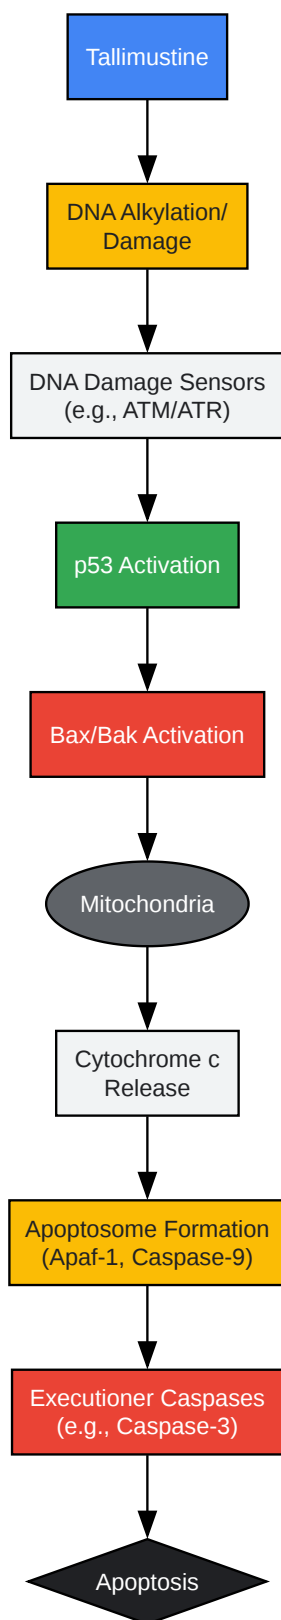 Tallimustine
DNA Alkylation/
Damage
DNA Damage Sensors
(e.g., ATM/ATR)
p53 Activation
Bax/Bak Activation
Mitochondria
Cytochrome c
Release
Apoptosome Formation
(Apaf-1, Caspase-9)
Executioner Caspases
(e.g., Caspase-3)
Apoptosis